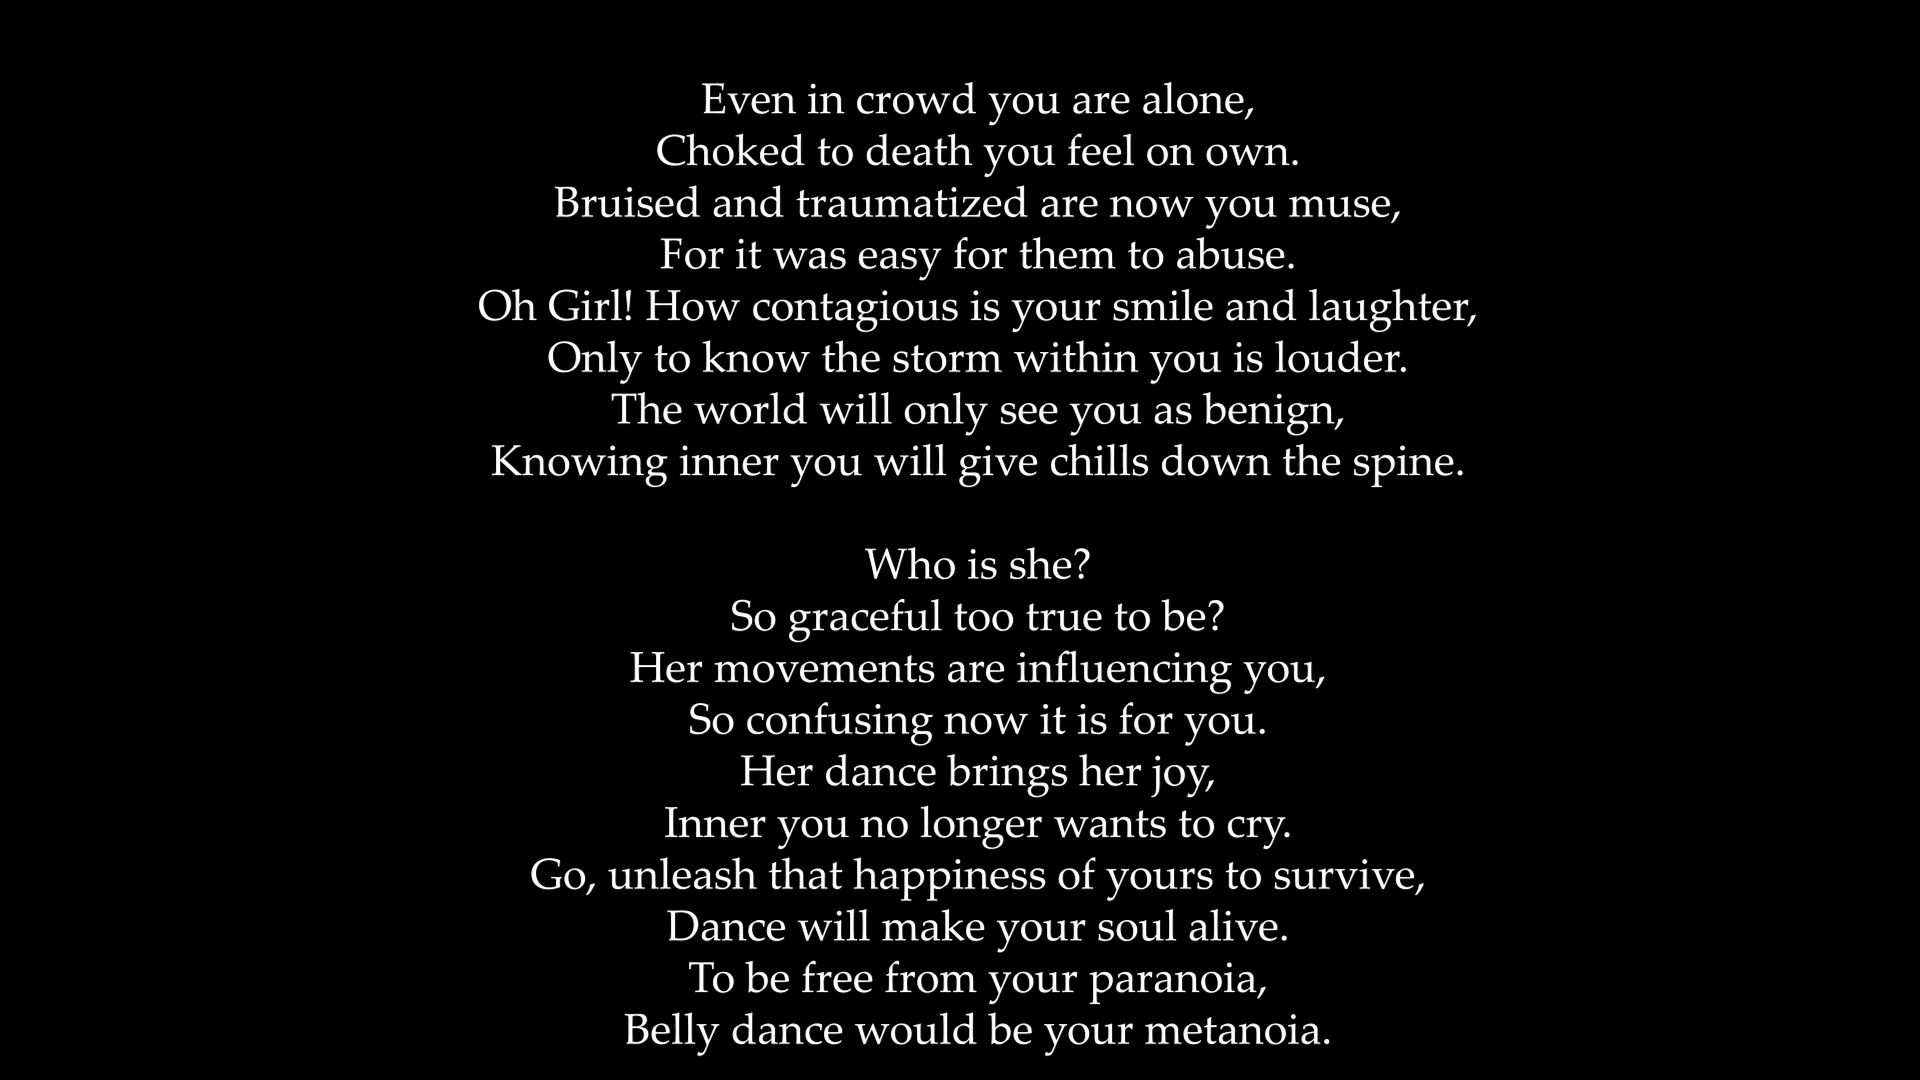 Even in crowd you are alone,
Choked to death you feel on own.
Bruised and traumatized are now you muse,
For it was easy for them to abuse.
Oh Girl! How contagious is your smile and laughter,
Only to know the storm within you is louder.
The world will only see you as benign,
Knowing inner you will give chills down the spine.

Who is she?
So graceful too true to be?
Her movements are influencing you,
So confusing now it is for you.
Her dance brings her joy,
Inner you no longer wants to cry.
Go, unleash that happiness of yours to survive,
Dance will make your soul alive.
To be free from your paranoia,
Belly dance would be your metanoia.